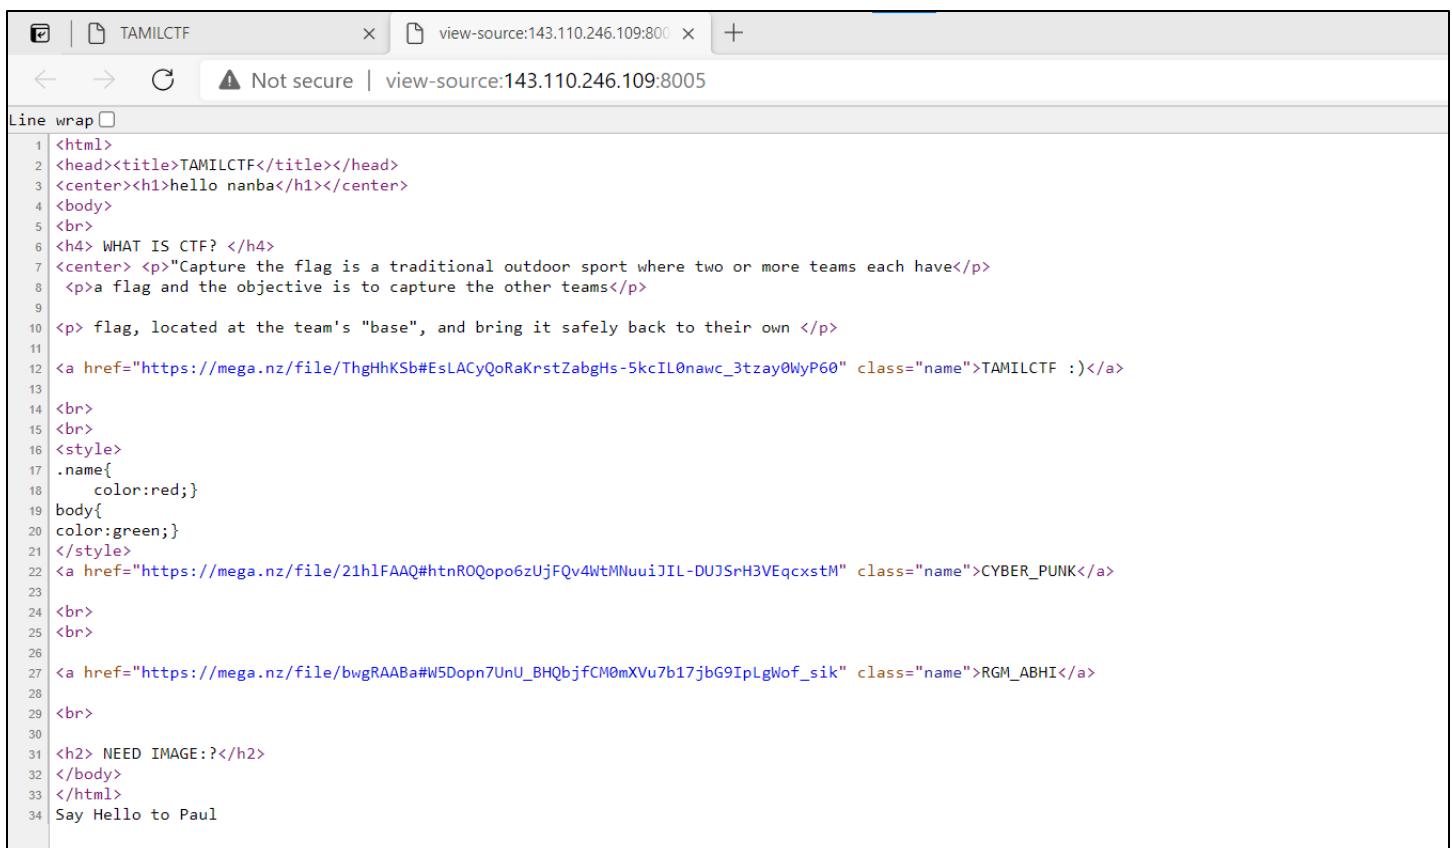 TAMILCTF
view-source:143.110.246.109:800
Not secure | view-source:143.110.246.109:8005
Line wrap
1 <html>
2 <head><title>TAMILCTF</title></head>
3 <center><h1>hello nanba</h1></center>
4 <body>
5 <br>
6 <h4> WHAT IS CTF? </h4>
7 <center> <p>"Capture the flag is a traditional outdoor sport where two or more teams each have</p>
8 <p>a flag and the objective is to capture the other teams</p>
9
10 <p> flag, located at the team's "base", and bring it safely back to their own </p>
11
12 <a href="https://mega.nz/file/ThgHhKSb#EsLACyQoRaKrstZabgHs-5kcIL0nawc_3tzay0WyP60" class="name">TAMILCTF :)</a>
13
14 <br>
15 <br>
16 <style>
17 .name{
18 color:red;}
19 body{
20 color:green;}
21 </style>
22 <a href="https://mega.nz/file/21hlFAAQ#htnROQopo6zUjFQv4WtMNuuiJIL-DUJSrH3VEqcxstM" class="name">CYBER_PUNK</a>
23
24 <br>
25 <br>
26
27 <a href="https://mega.nz/file/bwgRAABa#W5Dopn7UnU_BHQbjfCM0mXVu7b17jbG9IpLgWof_sik" class="name">RGM_ABHI</a>
28
29 <br>
30
31 <h2> NEED IMAGE:?</h2>
32 </body>
33 </html>
34 Say Hello to Paul